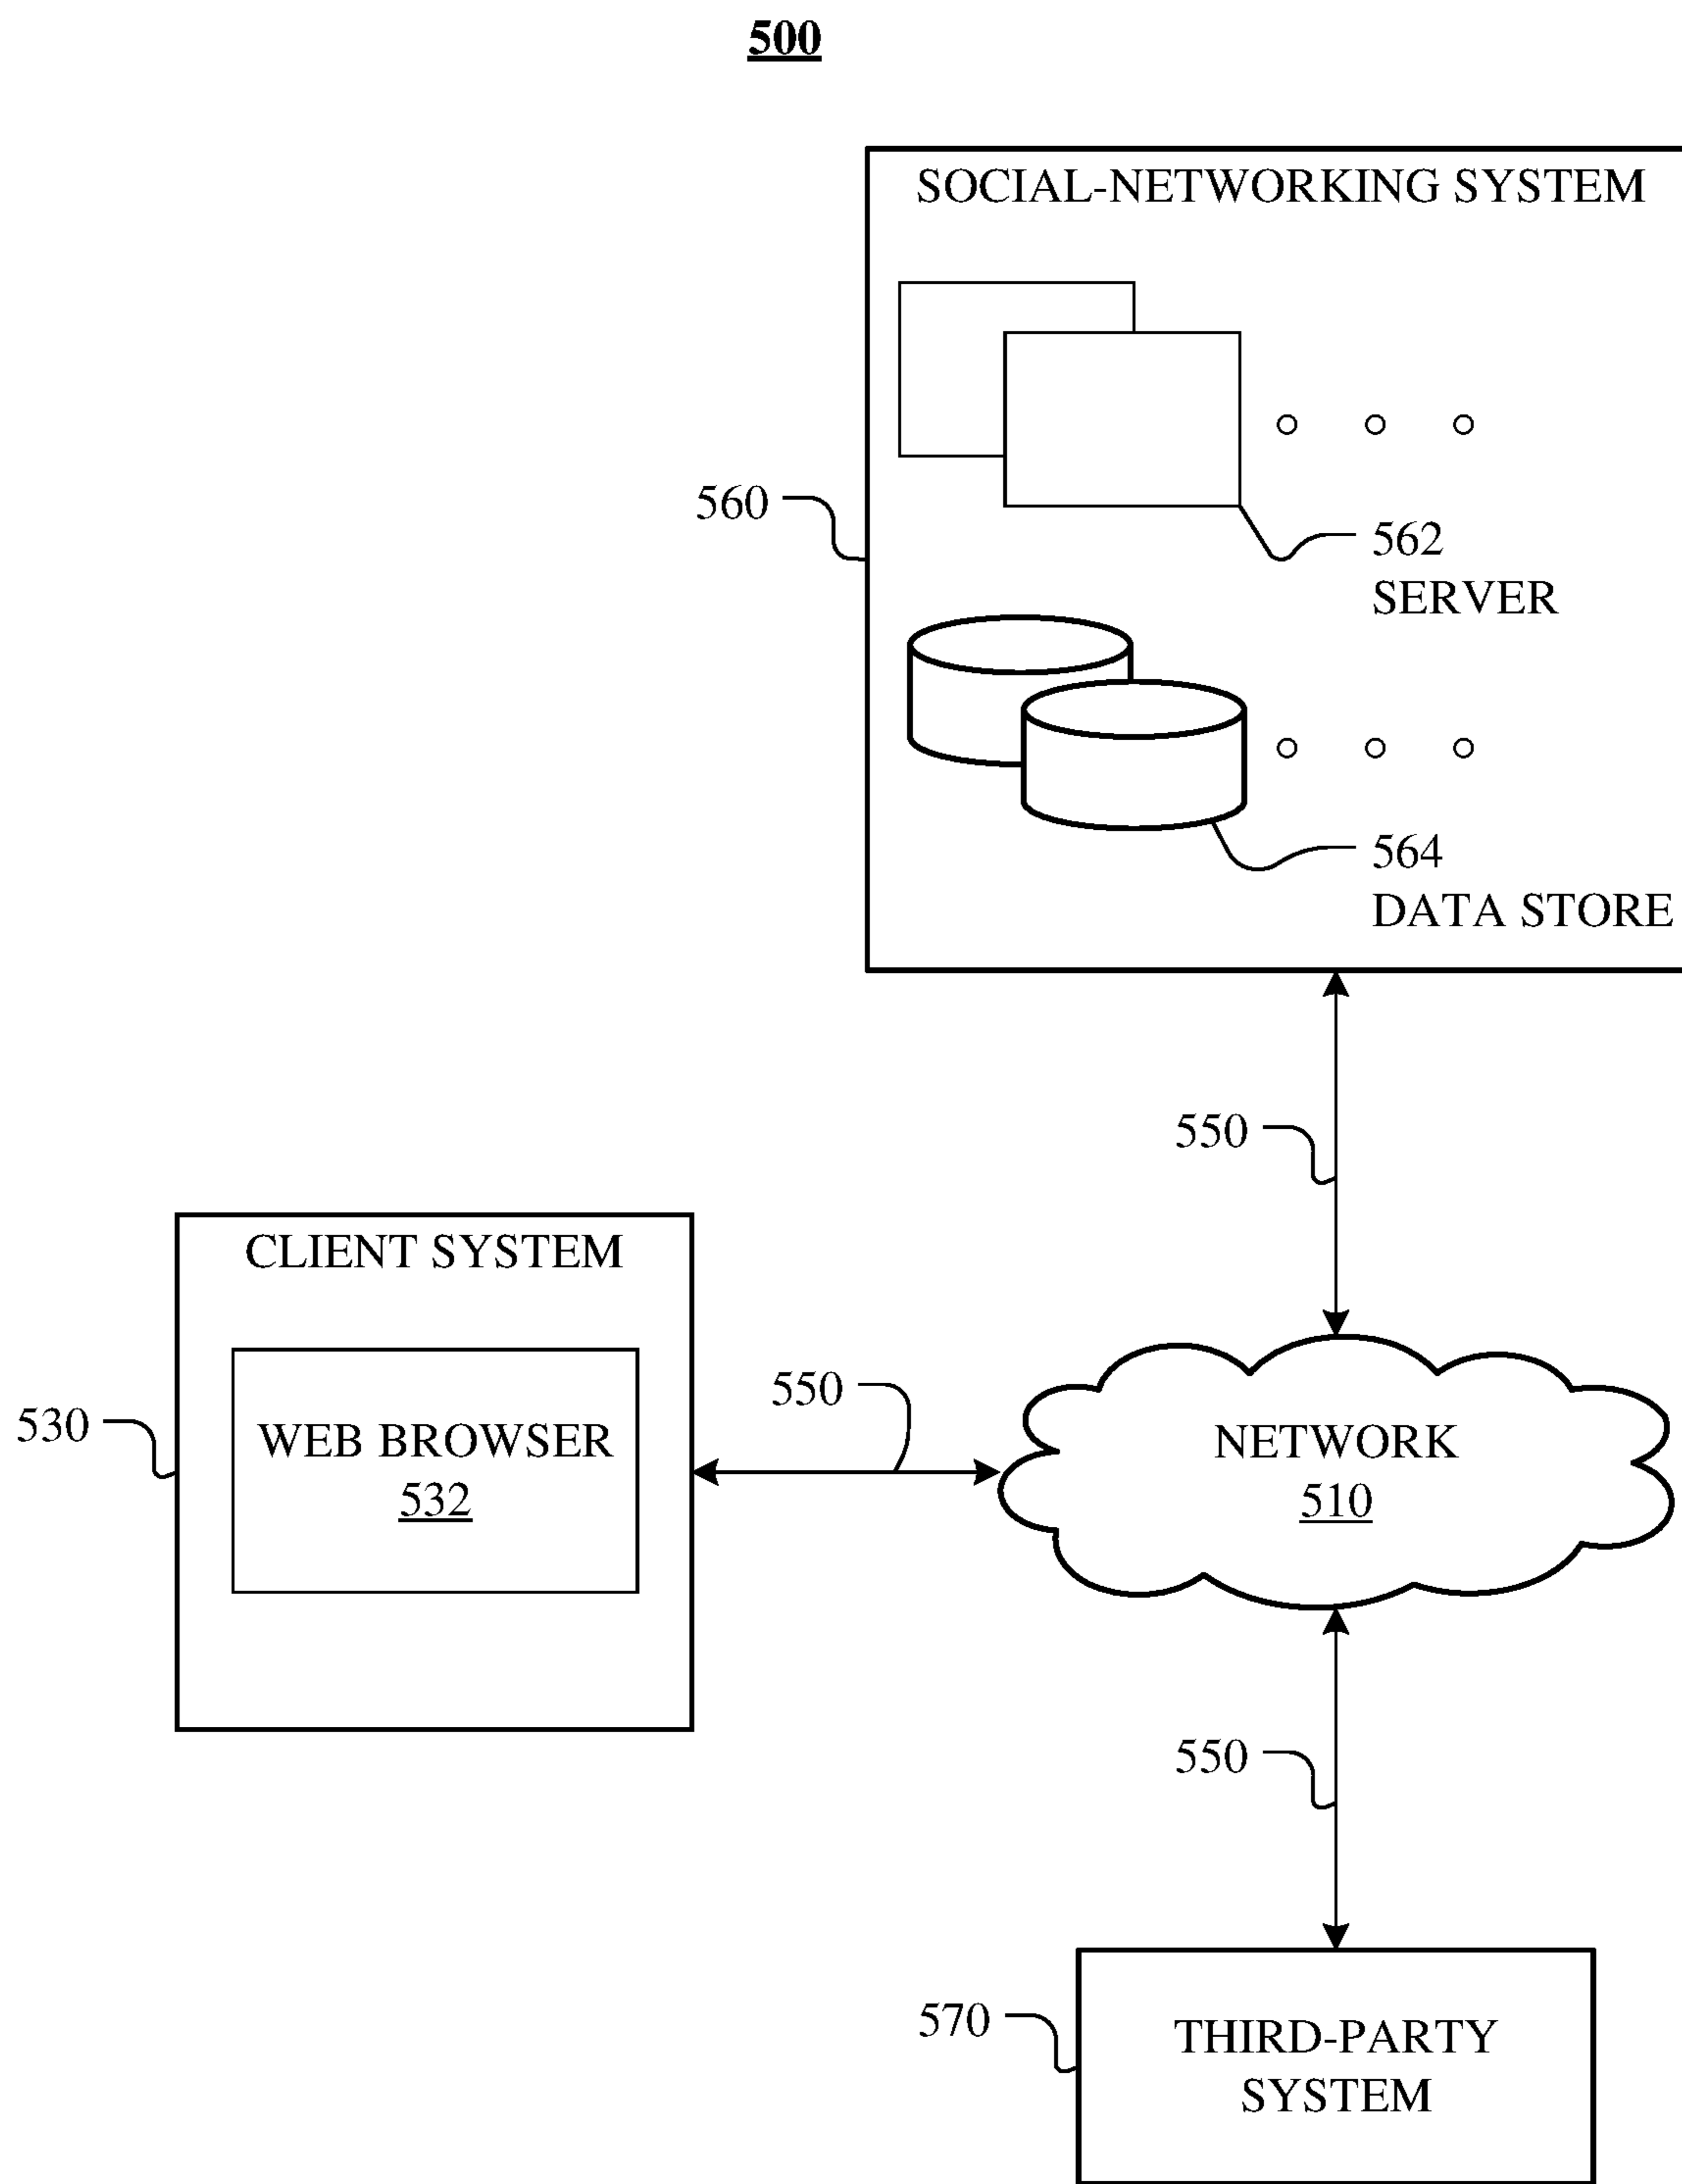 500
SOCIAL-NETWORKING SYSTEM
560
562
SERVER
564
DATA STORE
550
CLIENT SYSTEM
530
WEB BROWSER
532
550
NETWORK
510
550
570
THIRD-PARTY
SYSTEM